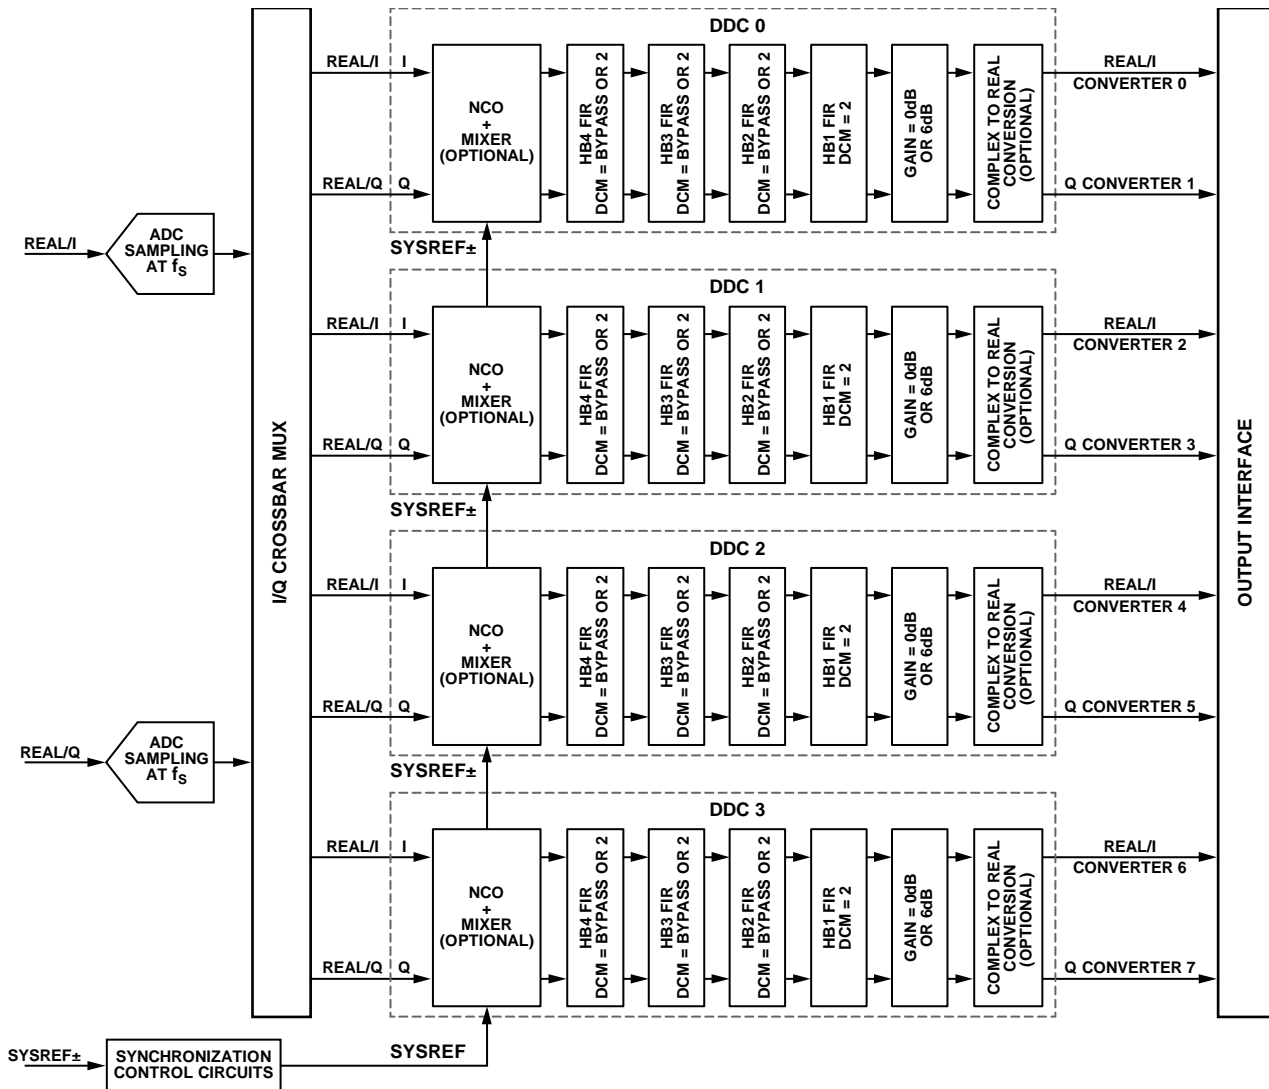 DDC 0
REAL/I I
NCO
+
MIXER
(OPTIONAL)
HB4 FIR
DCM = BYPASS OR 2
HB3 FIR
DCM = BYPASS OR 2
HB2 FIR
DCM = BYPASS OR 2
HB1 FIR
DCM = 2
GAIN = 0dB
OR 6dB
COMPLEX TO REAL
CONVERSION
(OPTIONAL)
REAL/I
CONVERTER 0
REAL/Q Q
Q CONVERTER 1
SYSREF±
REAL/I
ADC
SAMPLING
AT fS
I/Q CROSSBAR MUX
OUTPUT INTERFACE
DDC 1
REAL/I I
NCO
+
MIXER
(OPTIONAL)
HB4 FIR
DCM = BYPASS OR 2
HB3 FIR
DCM = BYPASS OR 2
HB2 FIR
DCM = BYPASS OR 2
HB1 FIR
DCM = 2
GAIN = 0dB
OR 6dB
COMPLEX TO REAL
CONVERSION
(OPTIONAL)
REAL/I
CONVERTER 2
REAL/Q Q
Q CONVERTER 3
SYSREF±
DDC 2
REAL/I I
NCO
+
MIXER
(OPTIONAL)
HB4 FIR
DCM = BYPASS OR 2
HB3 FIR
DCM = BYPASS OR 2
HB2 FIR
DCM = BYPASS OR 2
HB1 FIR
DCM = 2
GAIN = 0dB
OR 6dB
COMPLEX TO REAL
CONVERSION
(OPTIONAL)
REAL/I
CONVERTER 4
REAL/Q Q
Q CONVERTER 5
REAL/Q
ADC
SAMPLING
AT fS
SYSREF±
DDC 3
REAL/I I
NCO
+
MIXER
(OPTIONAL)
HB4 FIR
DCM = BYPASS OR 2
HB3 FIR
DCM = BYPASS OR 2
HB2 FIR
DCM = BYPASS OR 2
HB1 FIR
DCM = 2
GAIN = 0dB
OR 6dB
COMPLEX TO REAL
CONVERSION
(OPTIONAL)
REAL/I
CONVERTER 6
REAL/Q Q
Q CONVERTER 7
SYSREF±
SYNCHRONIZATION
CONTROL CIRCUITS
SYSREF